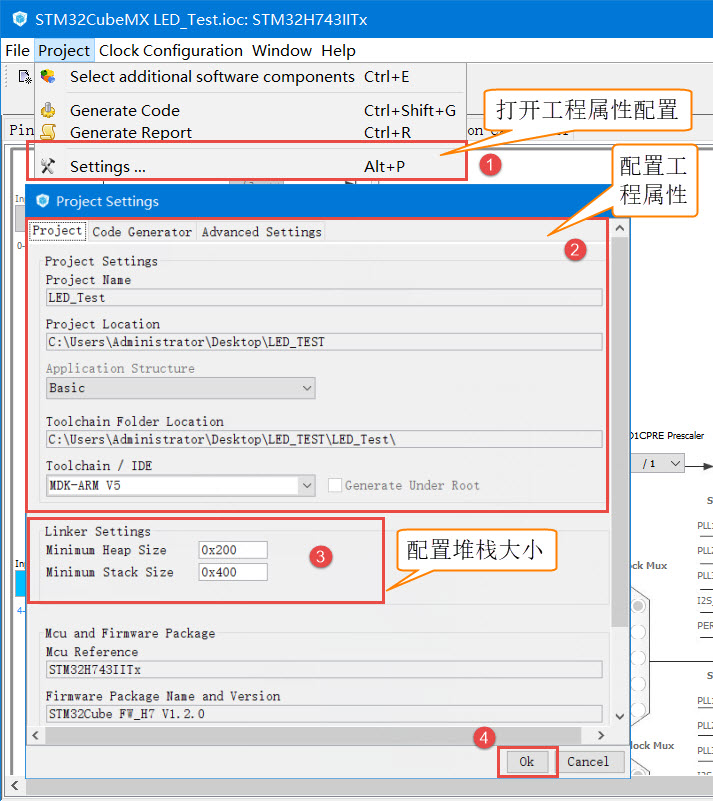 STM32CubeMX LED_Test.ioc: STM32H743IITx
File Project Clock Configuration Window Help
Select additional software components Ctrl+E
Generate Code Ctrl+Shift+G
Generate Report Ctrl+R
打开工程属性配置
Settings ... Alt+P
1
配置工
程属性
Project Settings
Project Code Generator Advanced Settings
2
Project Settings
Project Name
LED_Test
Project Location
C:\Users\Administrator\Desktop\LED_TEST
Application Structure
Basic
Toolchain Folder Location
C:\Users\Administrator\Desktop\LED_TEST\LED_Test\
D1CPRE Prescaler
Toolchain / IDE
/ 1
MDK-ARM V5 Generate Under Root
Linker Settings
Minimum Heap Size 0x200
Minimum Stack Size 0x400
3
配置堆栈大小
Mcu and Firmware Package
Mcu Reference
STM32H743IITx
Firmware Package Name and Version
STM32Cube FW_H7 V1.2.0
4
Ok Cancel